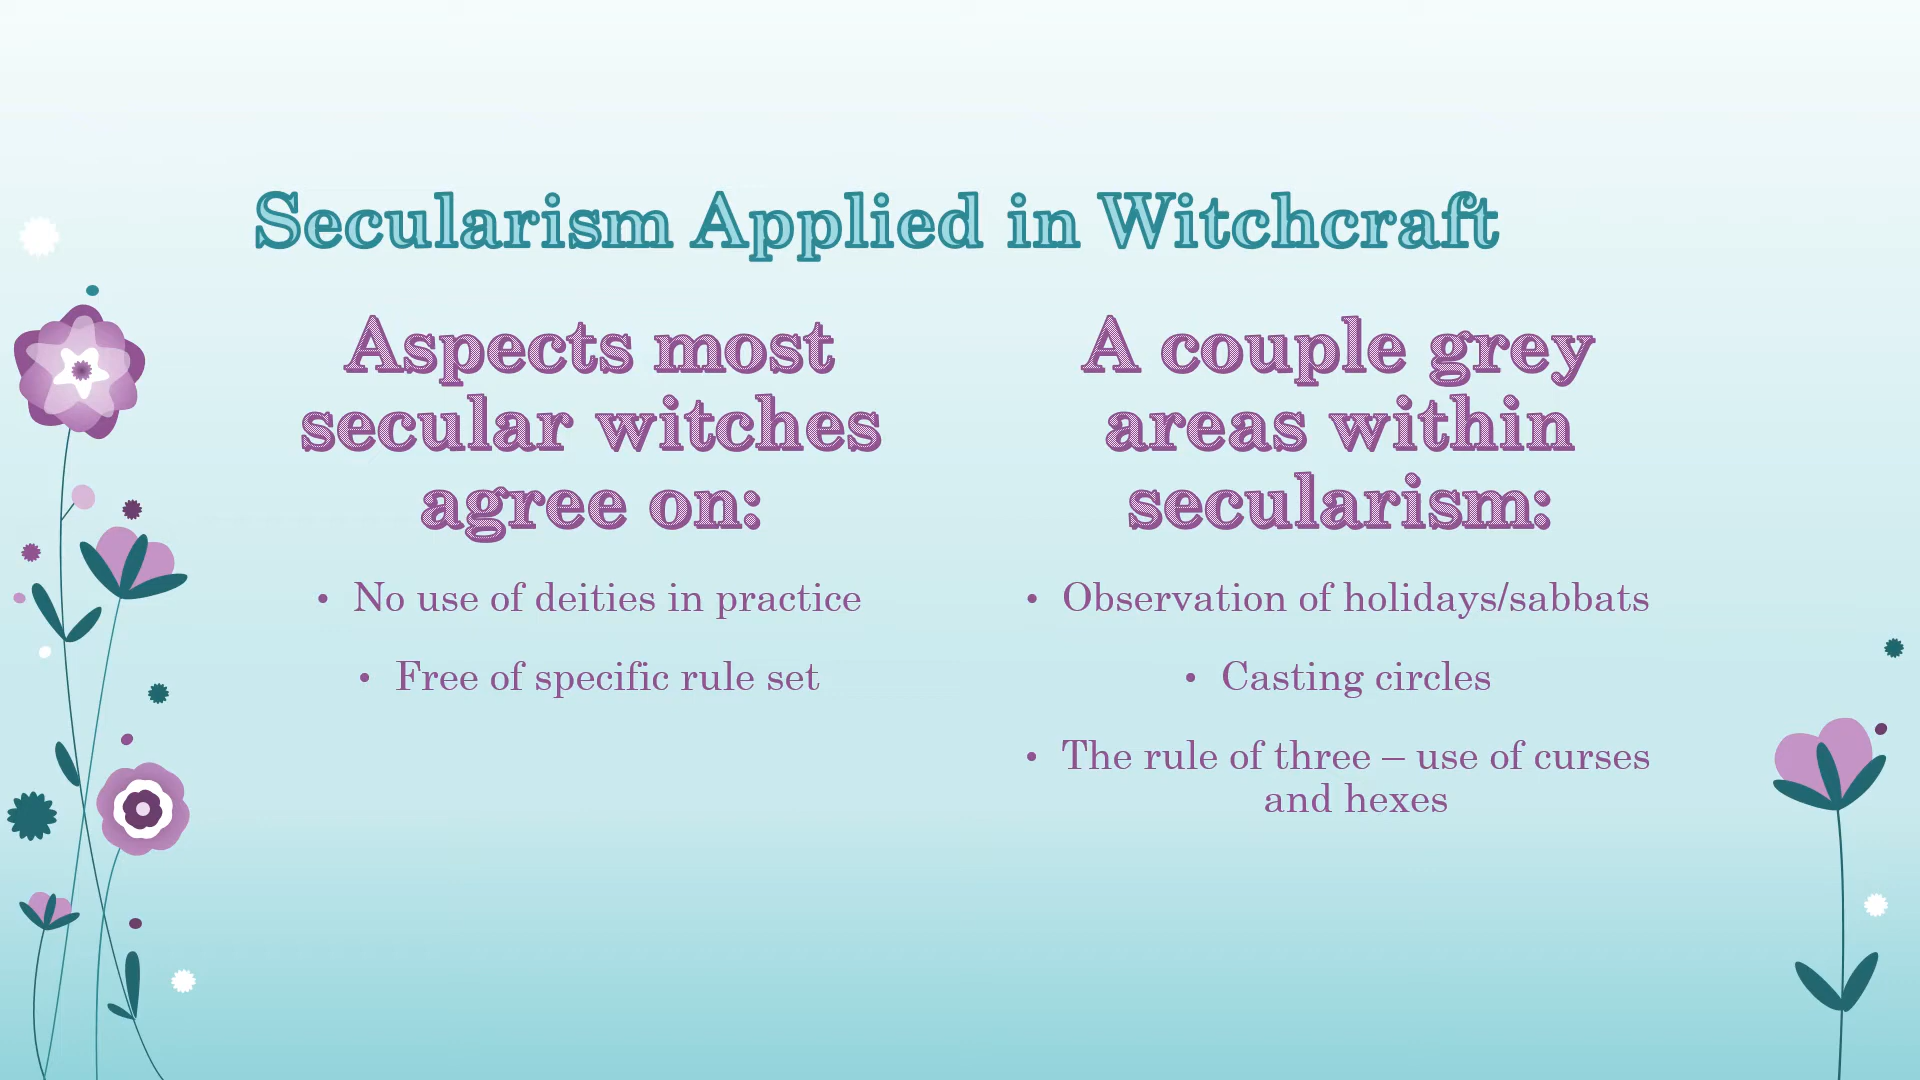 Secularism Applied in Witchcraft
Aspects most
secular witches
agree on:
• No use of deities in practice
• Free of specific rule set
A couple grey
areas within
secularism:
• Observation of holidays/sabbats
• Casting circles
• The rule of three – use of curses
and hexes